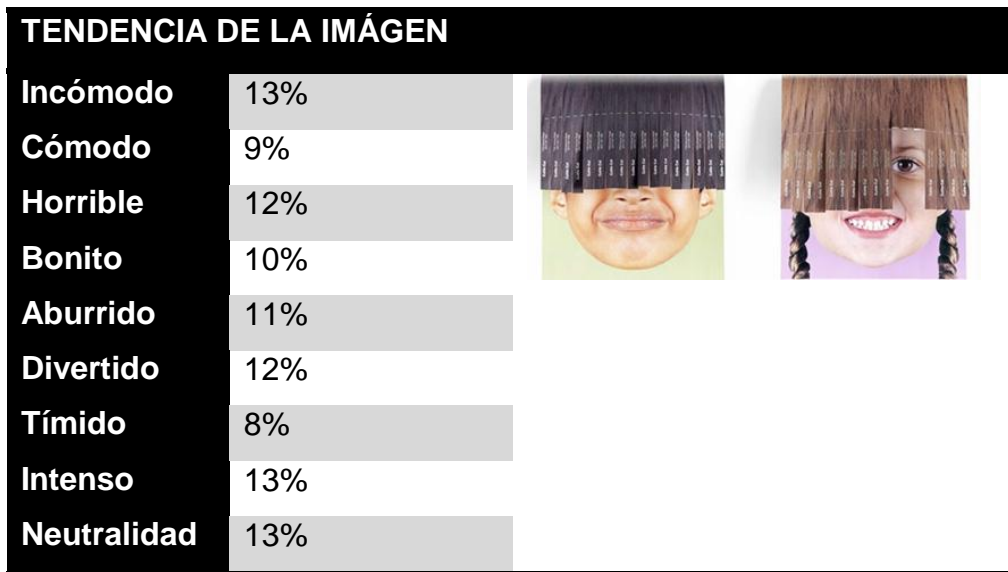 TENDENCIA DE LA IMÁGEN
Incómodo 13%
Cómodo 9%
Horrible 12%
Bonito 10%
Aburrido 11%
Divertido 12%
Tímido 8%
Intenso 13%
Neutralidad 13%